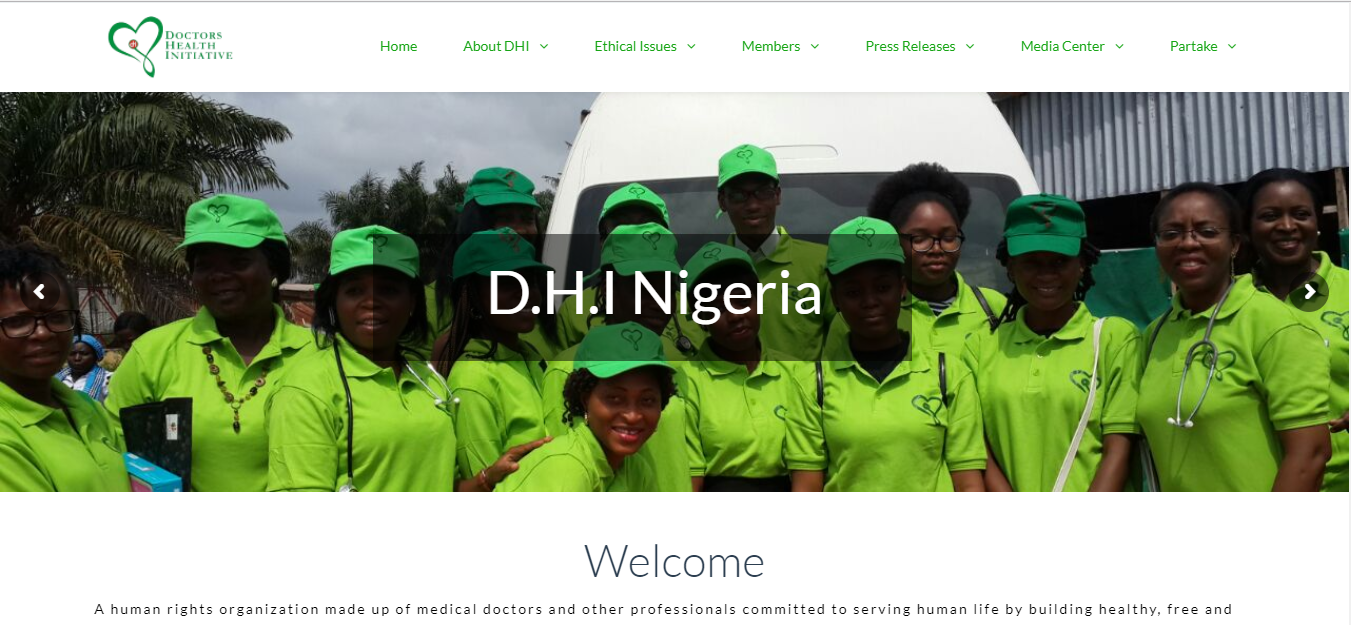 DOCTORS
HEALTH
INITIATIVE
Home
About DHI
Ethical Issues
Members
Press Releases
Media Center
Partake
D.H.I Nigeria
Welcome
A human rights organization made up of medical doctors and other professionals committed to serving human life by building healthy, free and